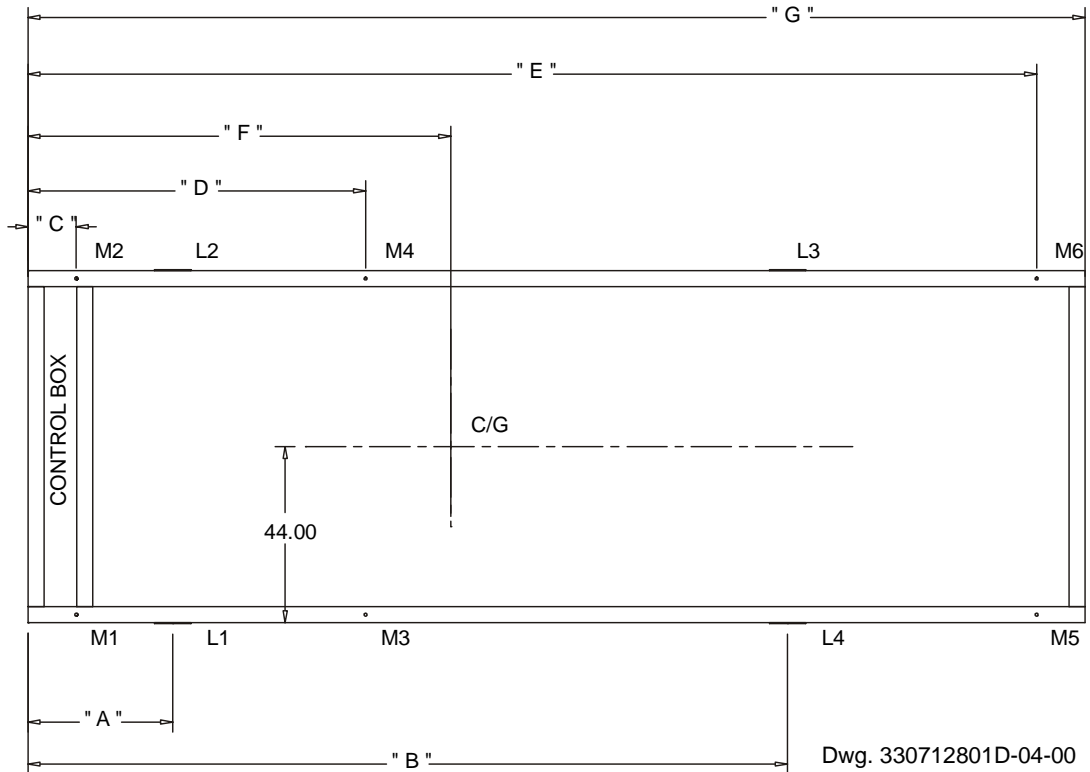 " G "
" E "
" F "
" D "
" C "
M2 L2 M4 L3 M6
CONTROL BOX
C/G
44.00
M1 L1 M3 L4 M5
" A "
" B "
Dwg. 330712801D-04-00